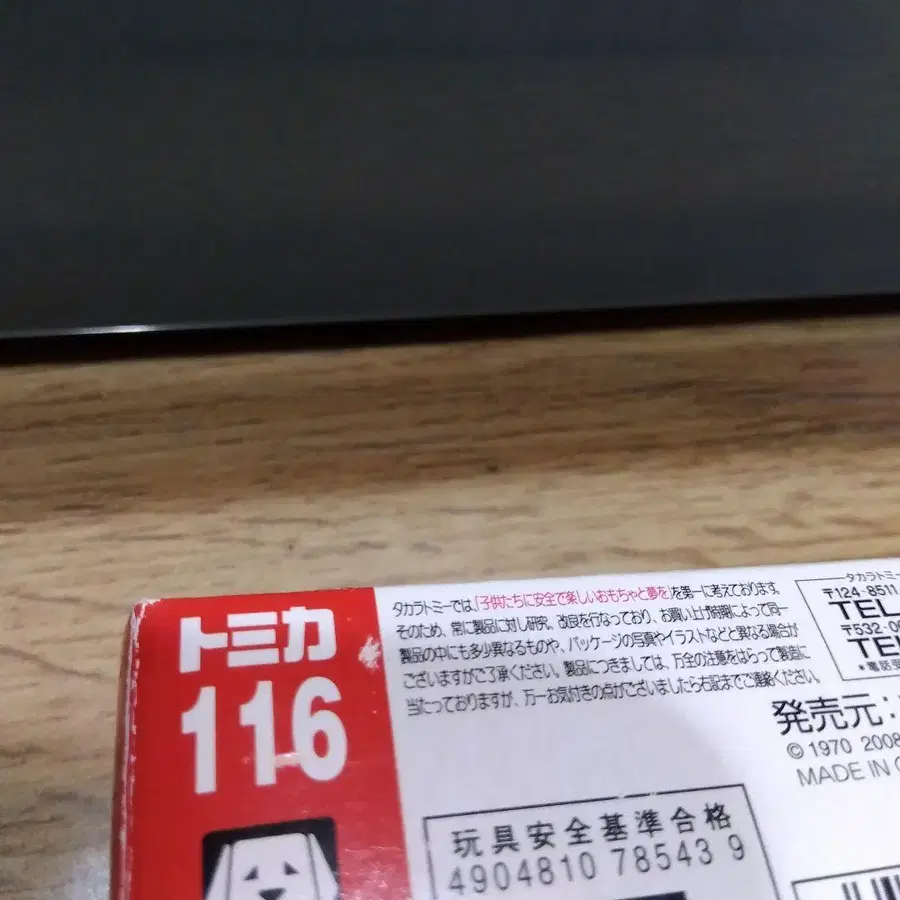 トミカ
116
タカラトミーでは、「子供たちに安全で楽しいおもちゃと夢を」を第一に考えております。
そのため、常に製品に対し研究、改良を行なっており、お買い上げ時期によって同一
製品の中にも多少異なるものや、パッケージの写真やイラストなどと異なる場合が
ございますがご了承ください。製品につきましては、万全の注意をはらって製造に
当たっておりますが、万一お気付きの点がございましたら右記までご連絡ください。
タカラトミー
〒124-8511
TEL
〒532-0
TEL
*電話受
発売元:
© 1970 2008
MADE IN C
玩具安全基準合格
4904810 78543 9